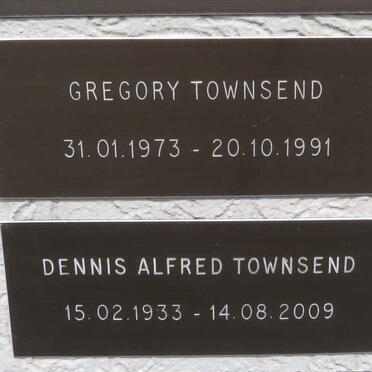 GREGORY TOWNSEND
31.01.1973 - 20.10.1991
DENNIS ALFRED TOWNSEND
15.02.1933 - 14.08.2009